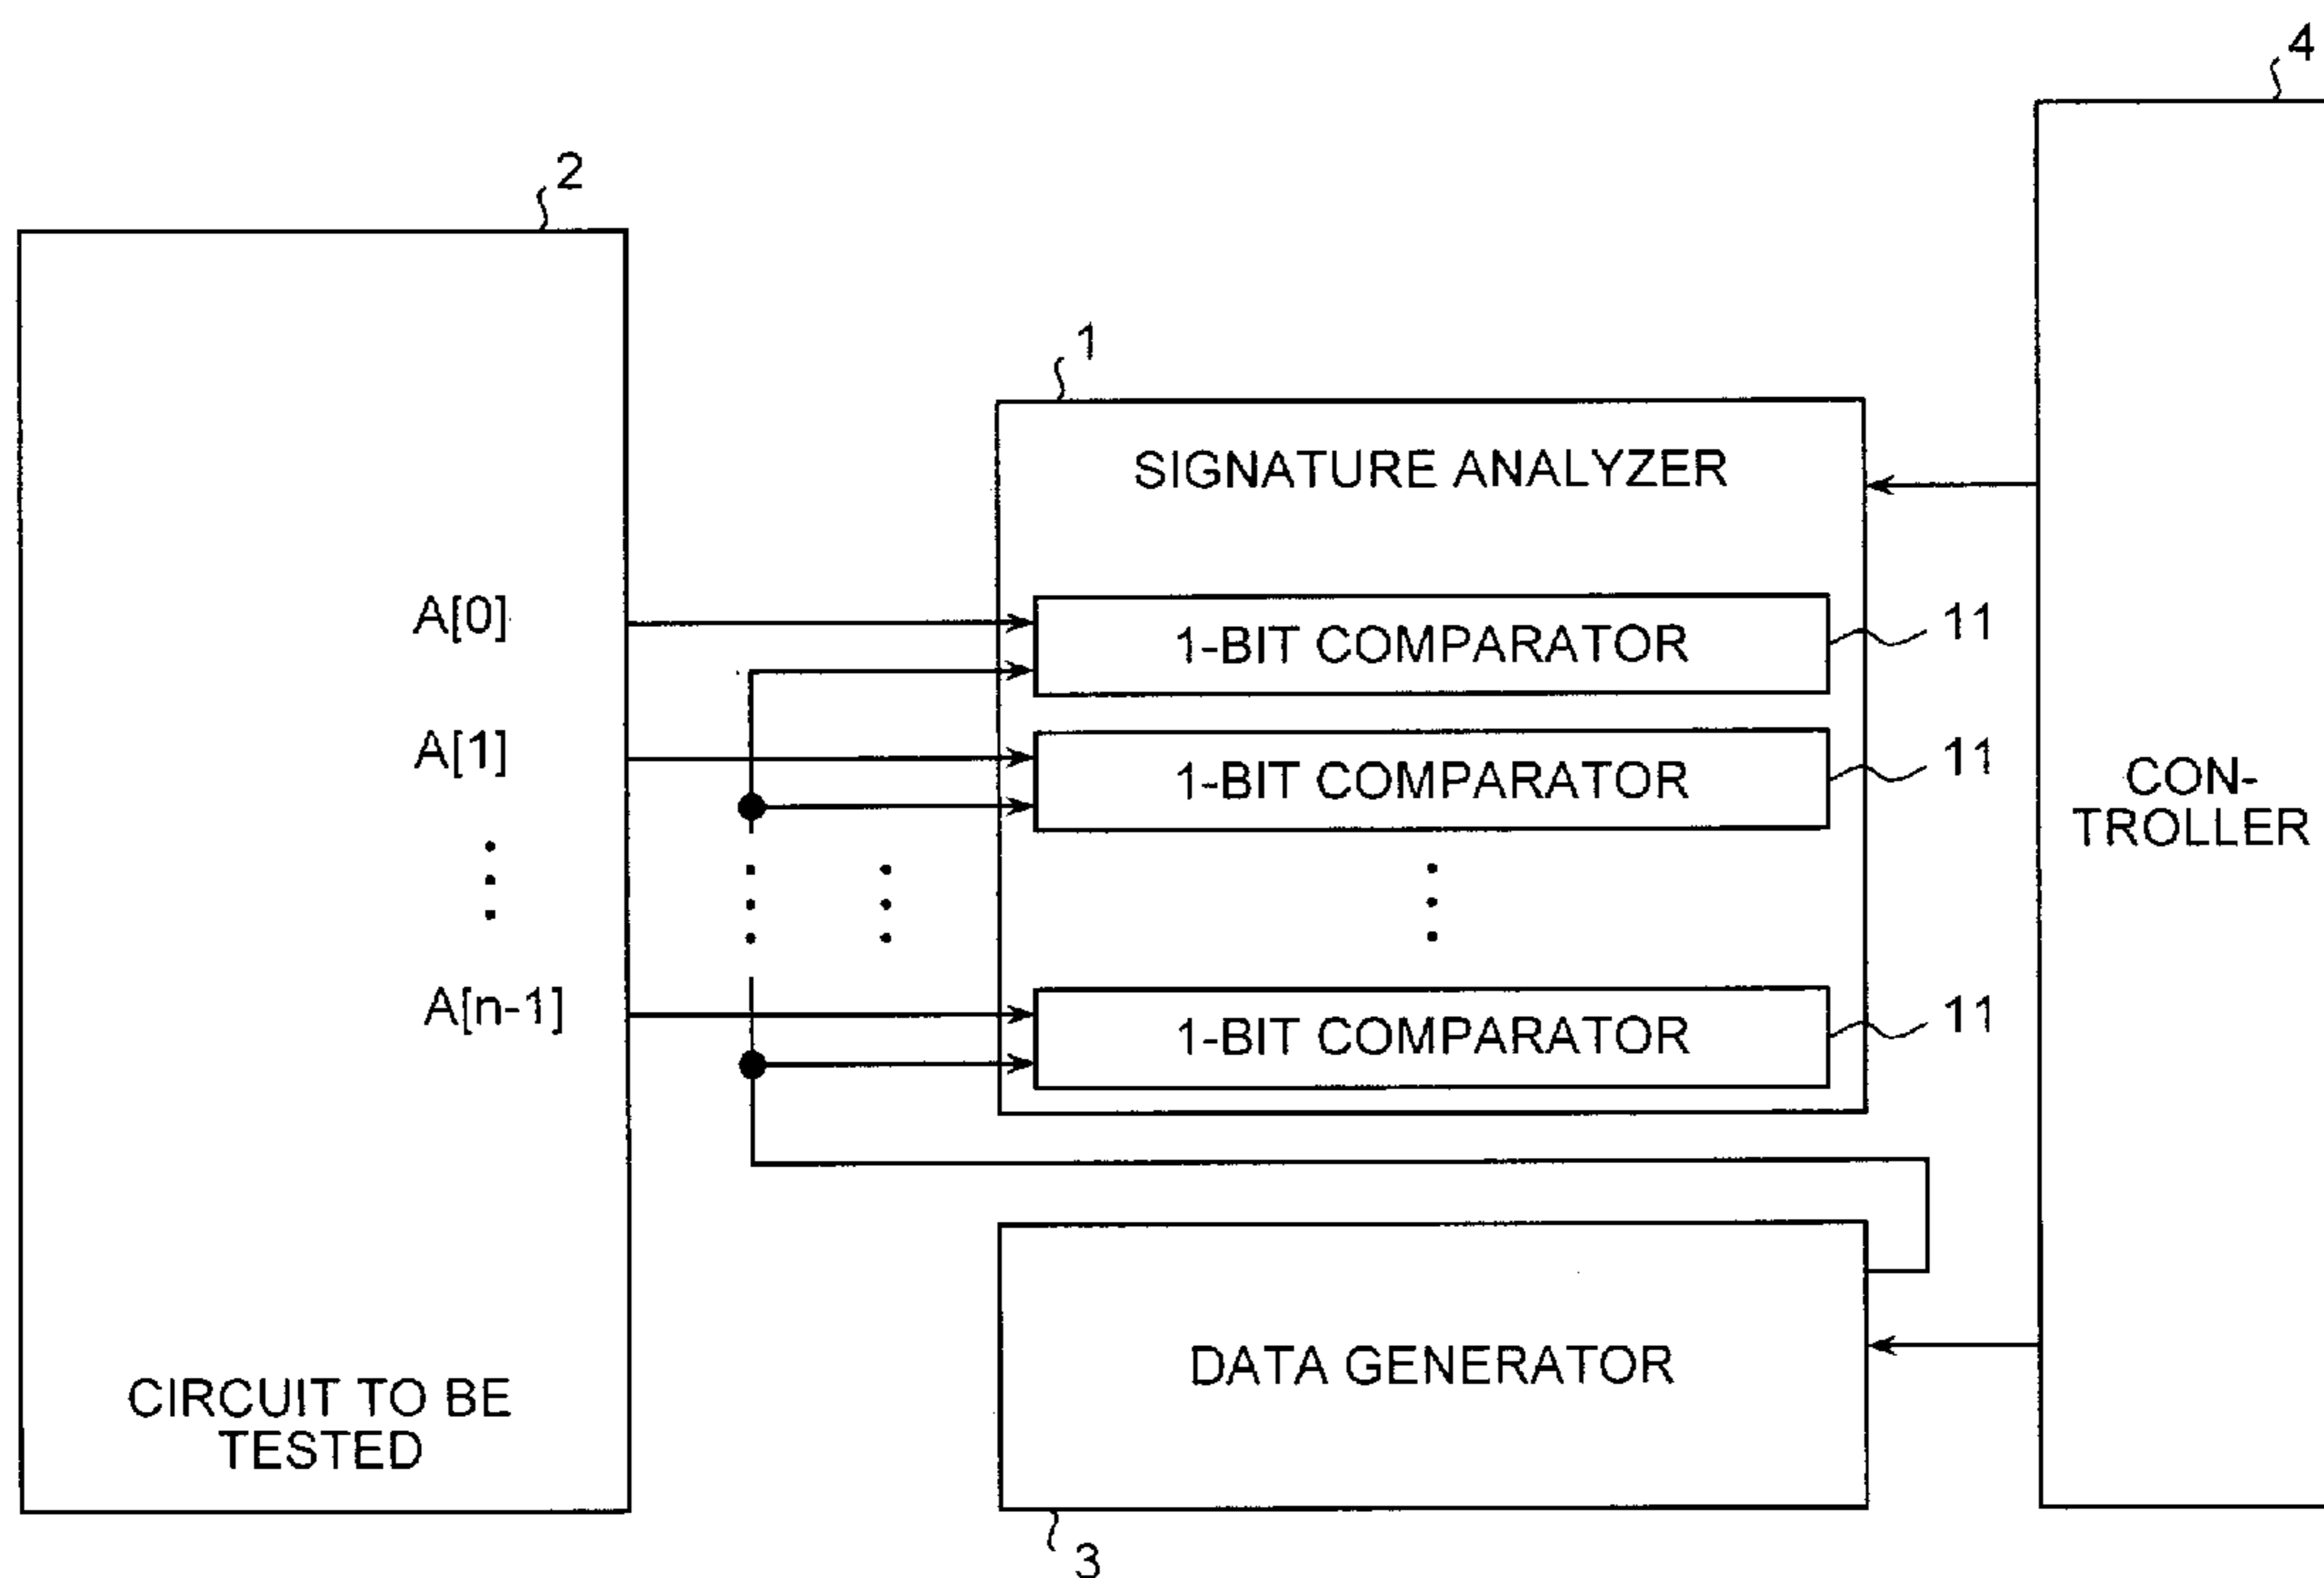 4
2
1
SIGNATURE ANALYZER
A[0]
1-BIT COMPARATOR
11
A[1]
1-BIT COMPARATOR
11
CON-
TROLLER
A[n-1]
1-BIT COMPARATOR
11
DATA GENERATOR
CIRCUIT TO BE
TESTED
3